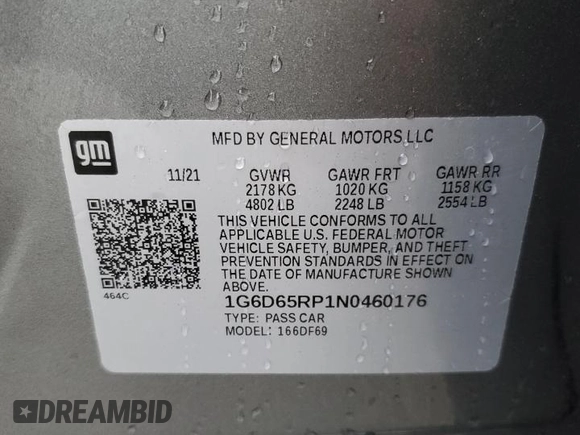 gm
MFD BY GENERAL MOTORS LLC
11/21 GVWR GAWR FRT GAWR RR
2178 KG 1020 KG 1158 KG
4802 LB 2248 LB 2554 LB
THIS VEHICLE CONFORMS TO ALL
APPLICABLE U.S. FEDERAL MOTOR
VEHICLE SAFETY, BUMPER, AND THEFT
PREVENTION STANDARDS IN EFFECT ON
THE DATE OF MANUFACTURE SHOWN
ABOVE.
464C
1G6D65RP1N0460176
TYPE: PASS CAR
MODEL: 166DF69
DREAMBID